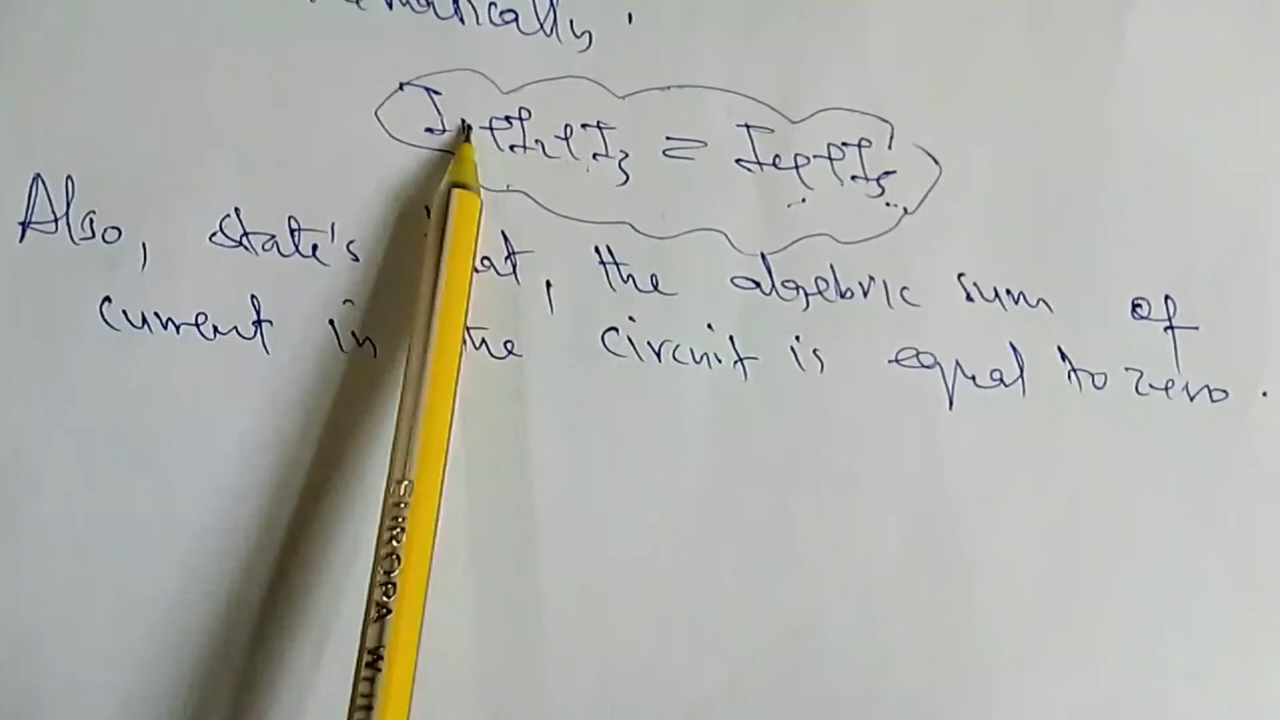 I₁+I₂+I₃ = I₄+I₅
Also, state's that, the algebric sum of
current in the circuit is equal to zero.
EUROPA